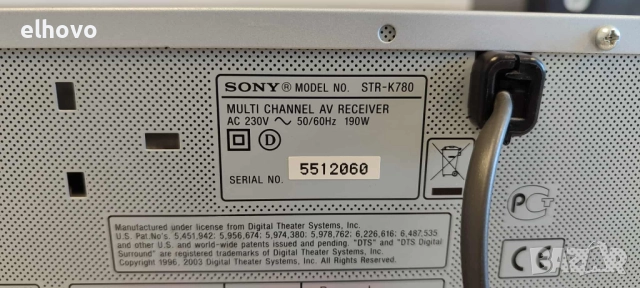 elhovo
SONY® MODEL NO. STR-K780
MULTI CHANNEL AV RECEIVER
AC 230V ~ 50/60Hz 190W
D
SERIAL NO. 5512060
Manufactured under license from Digital Theater Systems, Inc.
U.S. Pat.No's. 5,451,942; 5,956,674; 5,974,380; 5,978,762; 6,226,616; 6,487,535
and other U.S. and world-wide patents issued and pending. "DTS" and "DTS Digital
Surround" are registered trademarks of Digital Theater Systems, Inc.
Copyright 1996, 2003 Digital Theater Systems, Inc. All
CE